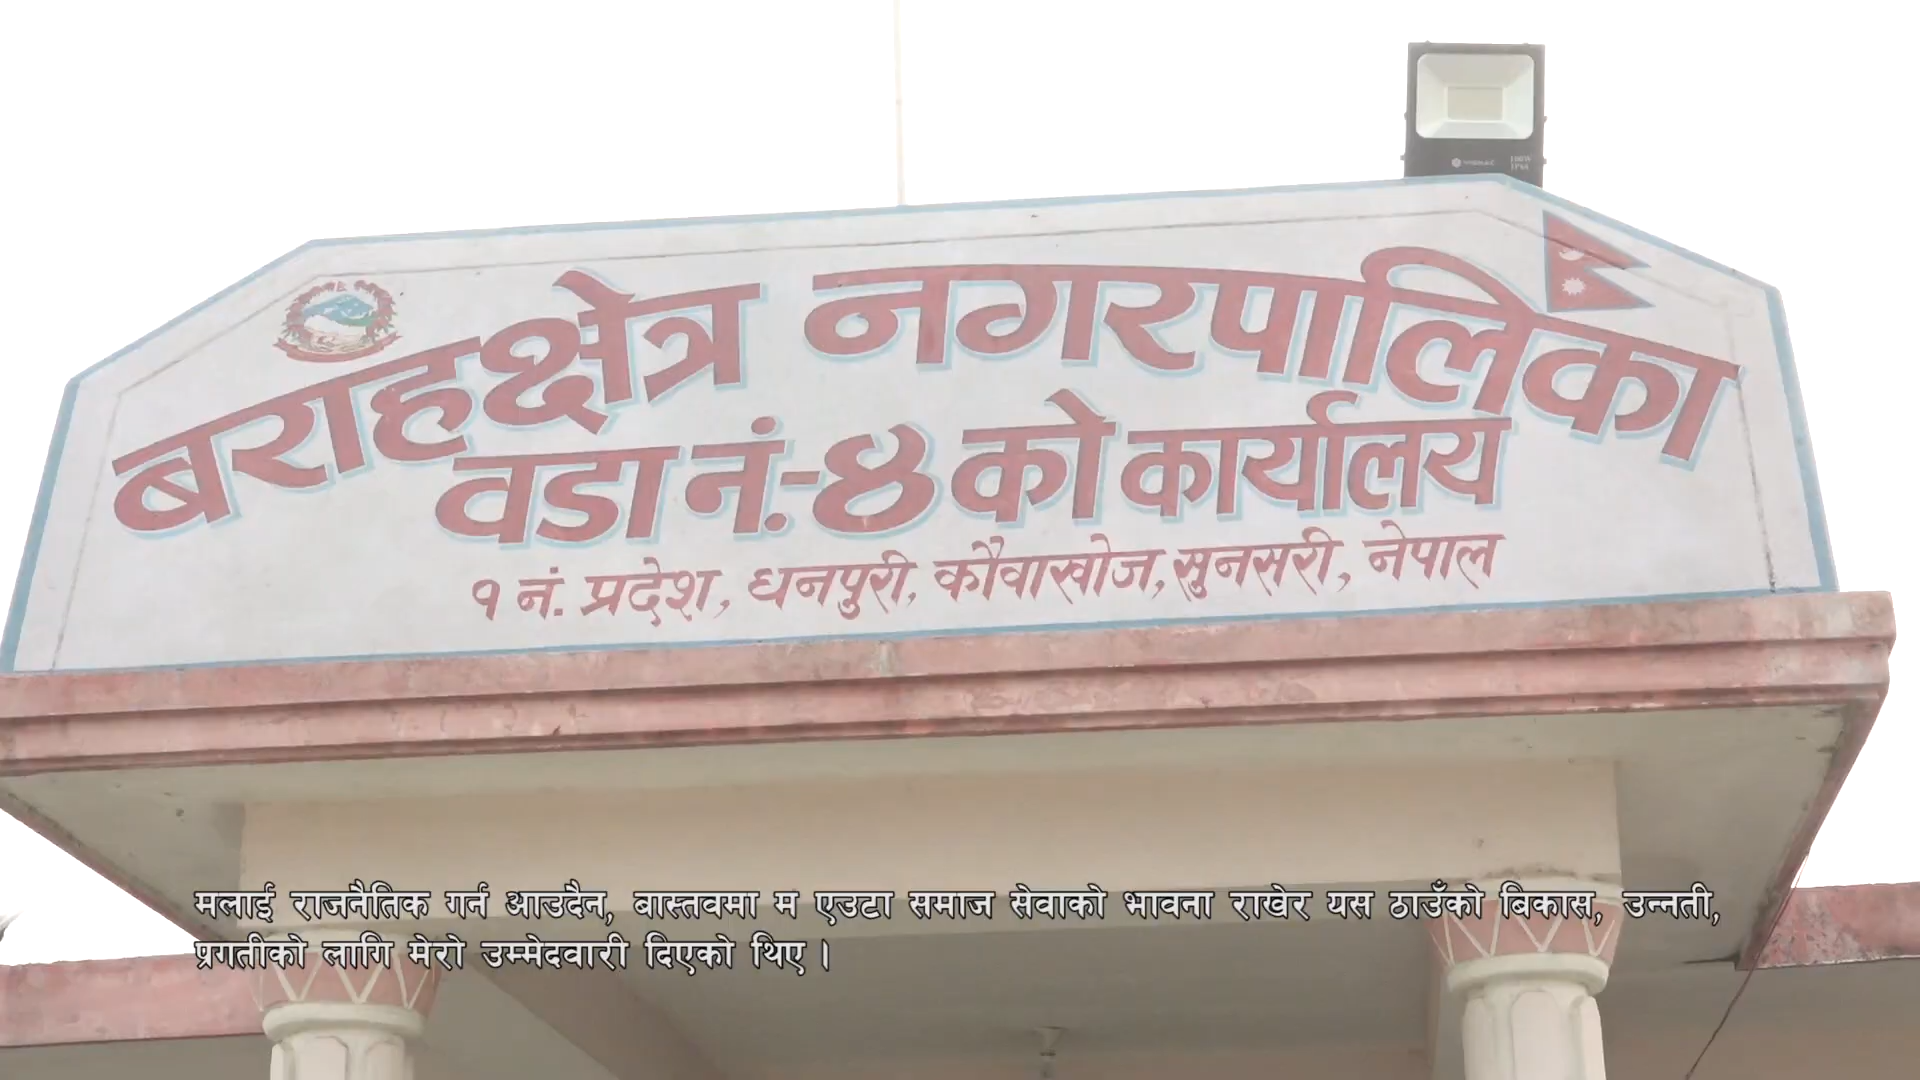 बराहक्षेत्र नगरपालिका
वडा नं.-४ को कार्यालय
१ नं. प्रदेश, धनपुरी, कौवाखोज, सुनसरी, नेपाल
मलाई राजनैतिक गर्न आउदैन, बास्तवमा म एउटा समाज सेवाको भावना राखेर यस ठाउँको बिकास, उन्नती,
प्रगतीको लागि मेरो उम्मेदवारी दिएको थिए ।